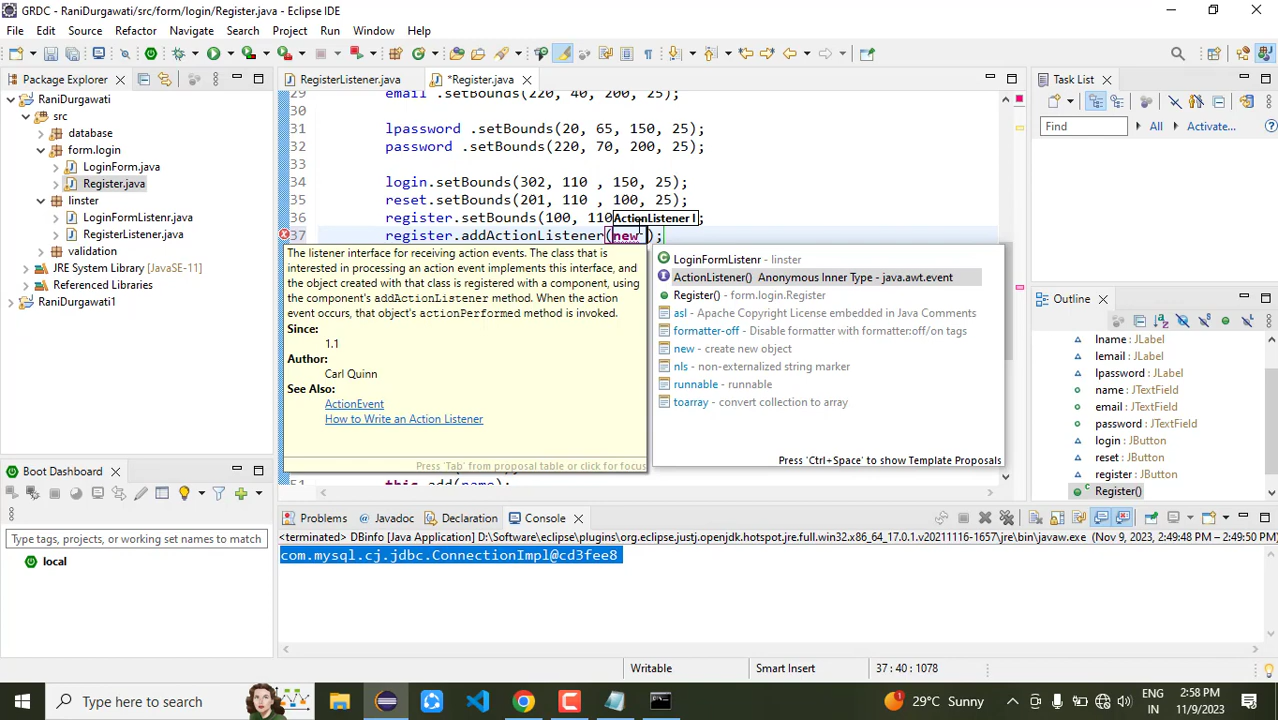 GRDC - RaniDurgawati/src/form/login/Register.java - Eclipse IDE
File Edit Source Refactor Navigate Search Project Run Window Help
Package Explorer
RaniDurgawati
src
database
form.login
LoginForm.java
Register.java
linster
LoginFormListenr.java
RegisterListener.java
validation
JRE System Library [JavaSE-11]
Referenced Libraries
RaniDurgawati1
Boot Dashboard
Type tags, projects, or working set names to match
local
RegisterListener.java *Register.java
29 email .setBounds(220, 40, 200, 25);
30
31 lpassword .setBounds(20, 65, 150, 25);
32 password .setBounds(220, 70, 200, 25);
33
34 login.setBounds(302, 110 , 150, 25);
35 reset.setBounds(201, 110 , 100, 25);
36 register.setBounds(100, 110 ;
ActionListener l
37 register.addActionListener(new );
51 this.add(name);
The listener interface for receiving action events. The class that is
interested in processing an action event implements this interface, and
the object created with that class is registered with a component, using
the component's addActionListener method. When the action
event occurs, that object's actionPerformed method is invoked.
Since:
1.1
Author:
Carl Quinn
See Also:
ActionEvent
How to Write an Action Listener
Press 'Tab' from proposal table or click for focus
LoginFormListenr - linster
ActionListener() Anonymous Inner Type - java.awt.event
Register() - form.login.Register
asl - Apache Copyright License embedded in Java Comments
formatter-off - Disable formatter with formatter:off/on tags
new - create new object
nls - non-externalized string marker
runnable - runnable
toarray - convert collection to array
Press 'Ctrl+Space' to show Template Proposals
Task List
Find All Activate...
Outline
lname : JLabel
lemail : JLabel
lpassword : JLabel
name : JTextField
email : JTextField
password : JTextField
login : JButton
reset : JButton
register : JButton
Register()
Problems Javadoc Declaration Console
<terminated> DBinfo [Java Application] D:\Software\eclipse\plugins\org.eclipse.justj.openjdk.hotspot.jre.full.win32.x86_64_17.0.1.v20211116-1657\jre\bin\javaw.exe (Nov 9, 2023, 2:49:48 PM – 2:49:50 PM)
com.mysql.cj.jdbc.ConnectionImpl@cd3fee8
Writable Smart Insert 37 : 40 : 1078
Type here to search
29°C Sunny
ENG
IN
2:58 PM
11/9/2023